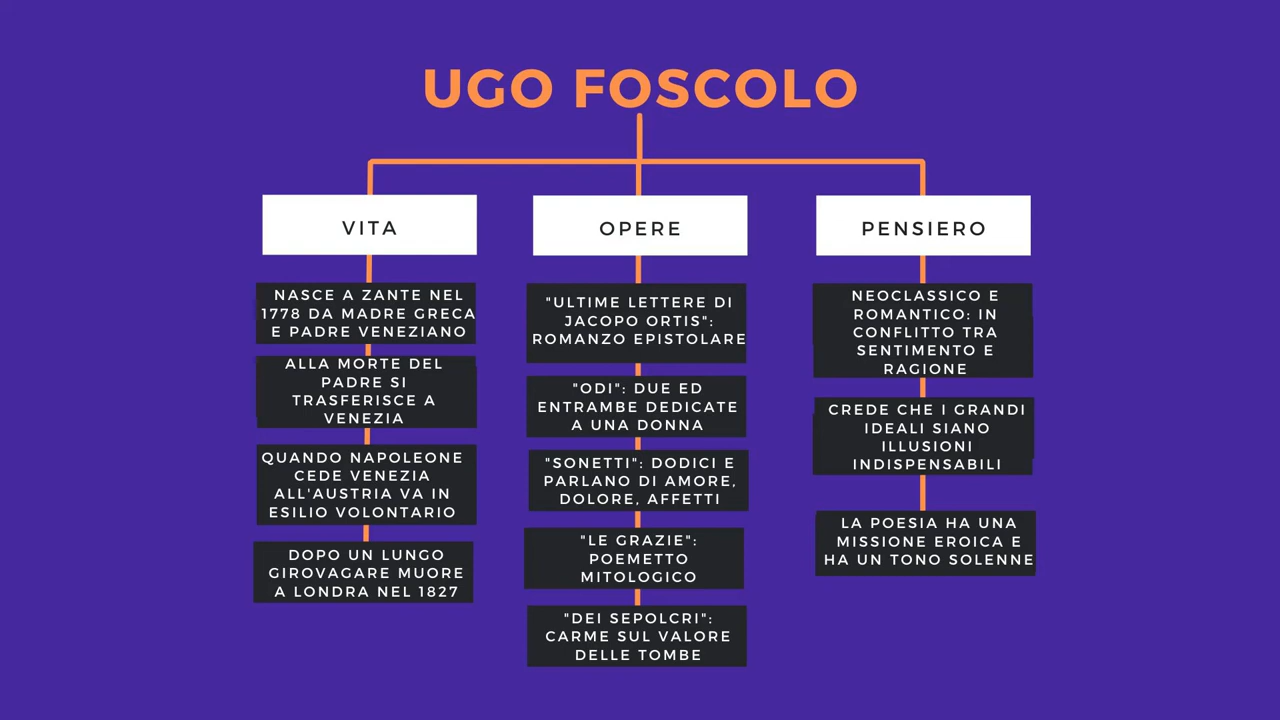 UGO FOSCOLO
VITA
NASCE A ZANTE NEL
1778 DA MADRE GRECA
E PADRE VENEZIANO
ALLA MORTE DEL
PADRE SI
TRASFERISCE A
VENEZIA
QUANDO NAPOLEONE
CEDE VENEZIA
ALL'AUSTRIA VA IN
ESILIO VOLONTARIO
DOPO UN LUNGO
GIROVAGARE MUORE
A LONDRA NEL 1827
OPERE
"ULTIME LETTERE DI
JACOPO ORTIS":
ROMANZO EPISTOLARE
"ODI": DUE ED
ENTRAMBE DEDICATE
A UNA DONNA
"SONETTI": DODICI E
PARLANO DI AMORE,
DOLORE, AFFETTI
"LE GRAZIE":
POEMETTO
MITOLOGICO
"DEI SEPOLCRI":
CARME SUL VALORE
DELLE TOMBE
PENSIERO
NEOCLASSICO E
ROMANTICO: IN
CONFLITTO TRA
SENTIMENTO E
RAGIONE
CREDE CHE I GRANDI
IDEALI SIANO
ILLUSIONI
INDISPENSABILI
LA POESIA HA UNA
MISSIONE EROICA E
HA UN TONO SOLENNE